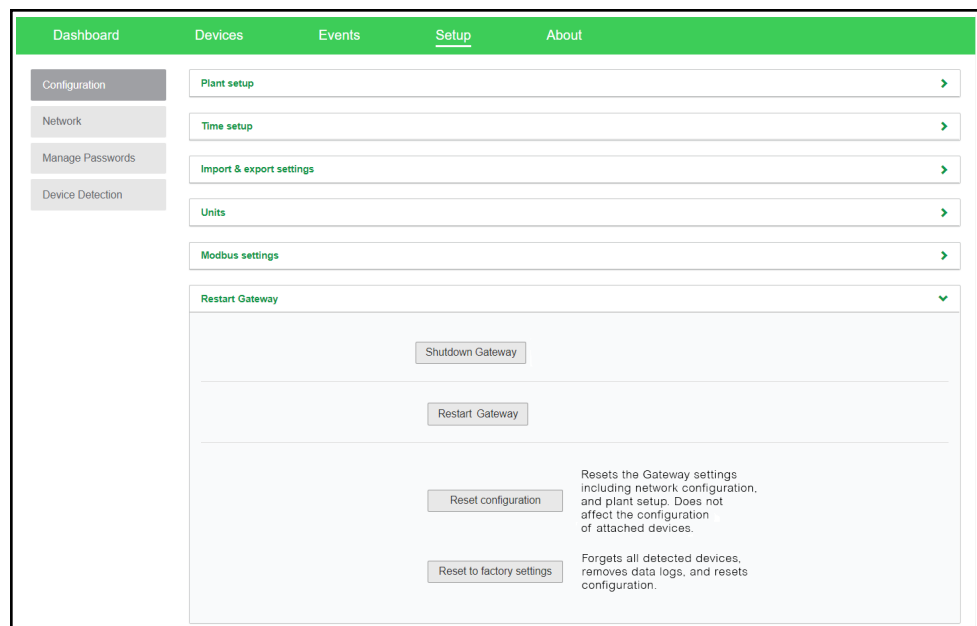 Dashboard Devices Events Setup About
Configuration
Network
Manage Passwords
Device Detection
Plant setup
Time setup
Import & export settings
Units
Modbus settings
Restart Gateway
Shutdown Gateway
Restart Gateway
Reset configuration
Resets the Gateway settings
including network configuration,
and plant setup. Does not
affect the configuration
of attached devices.
Reset to factory settings
Forgets all detected devices,
removes data logs, and resets
configuration.